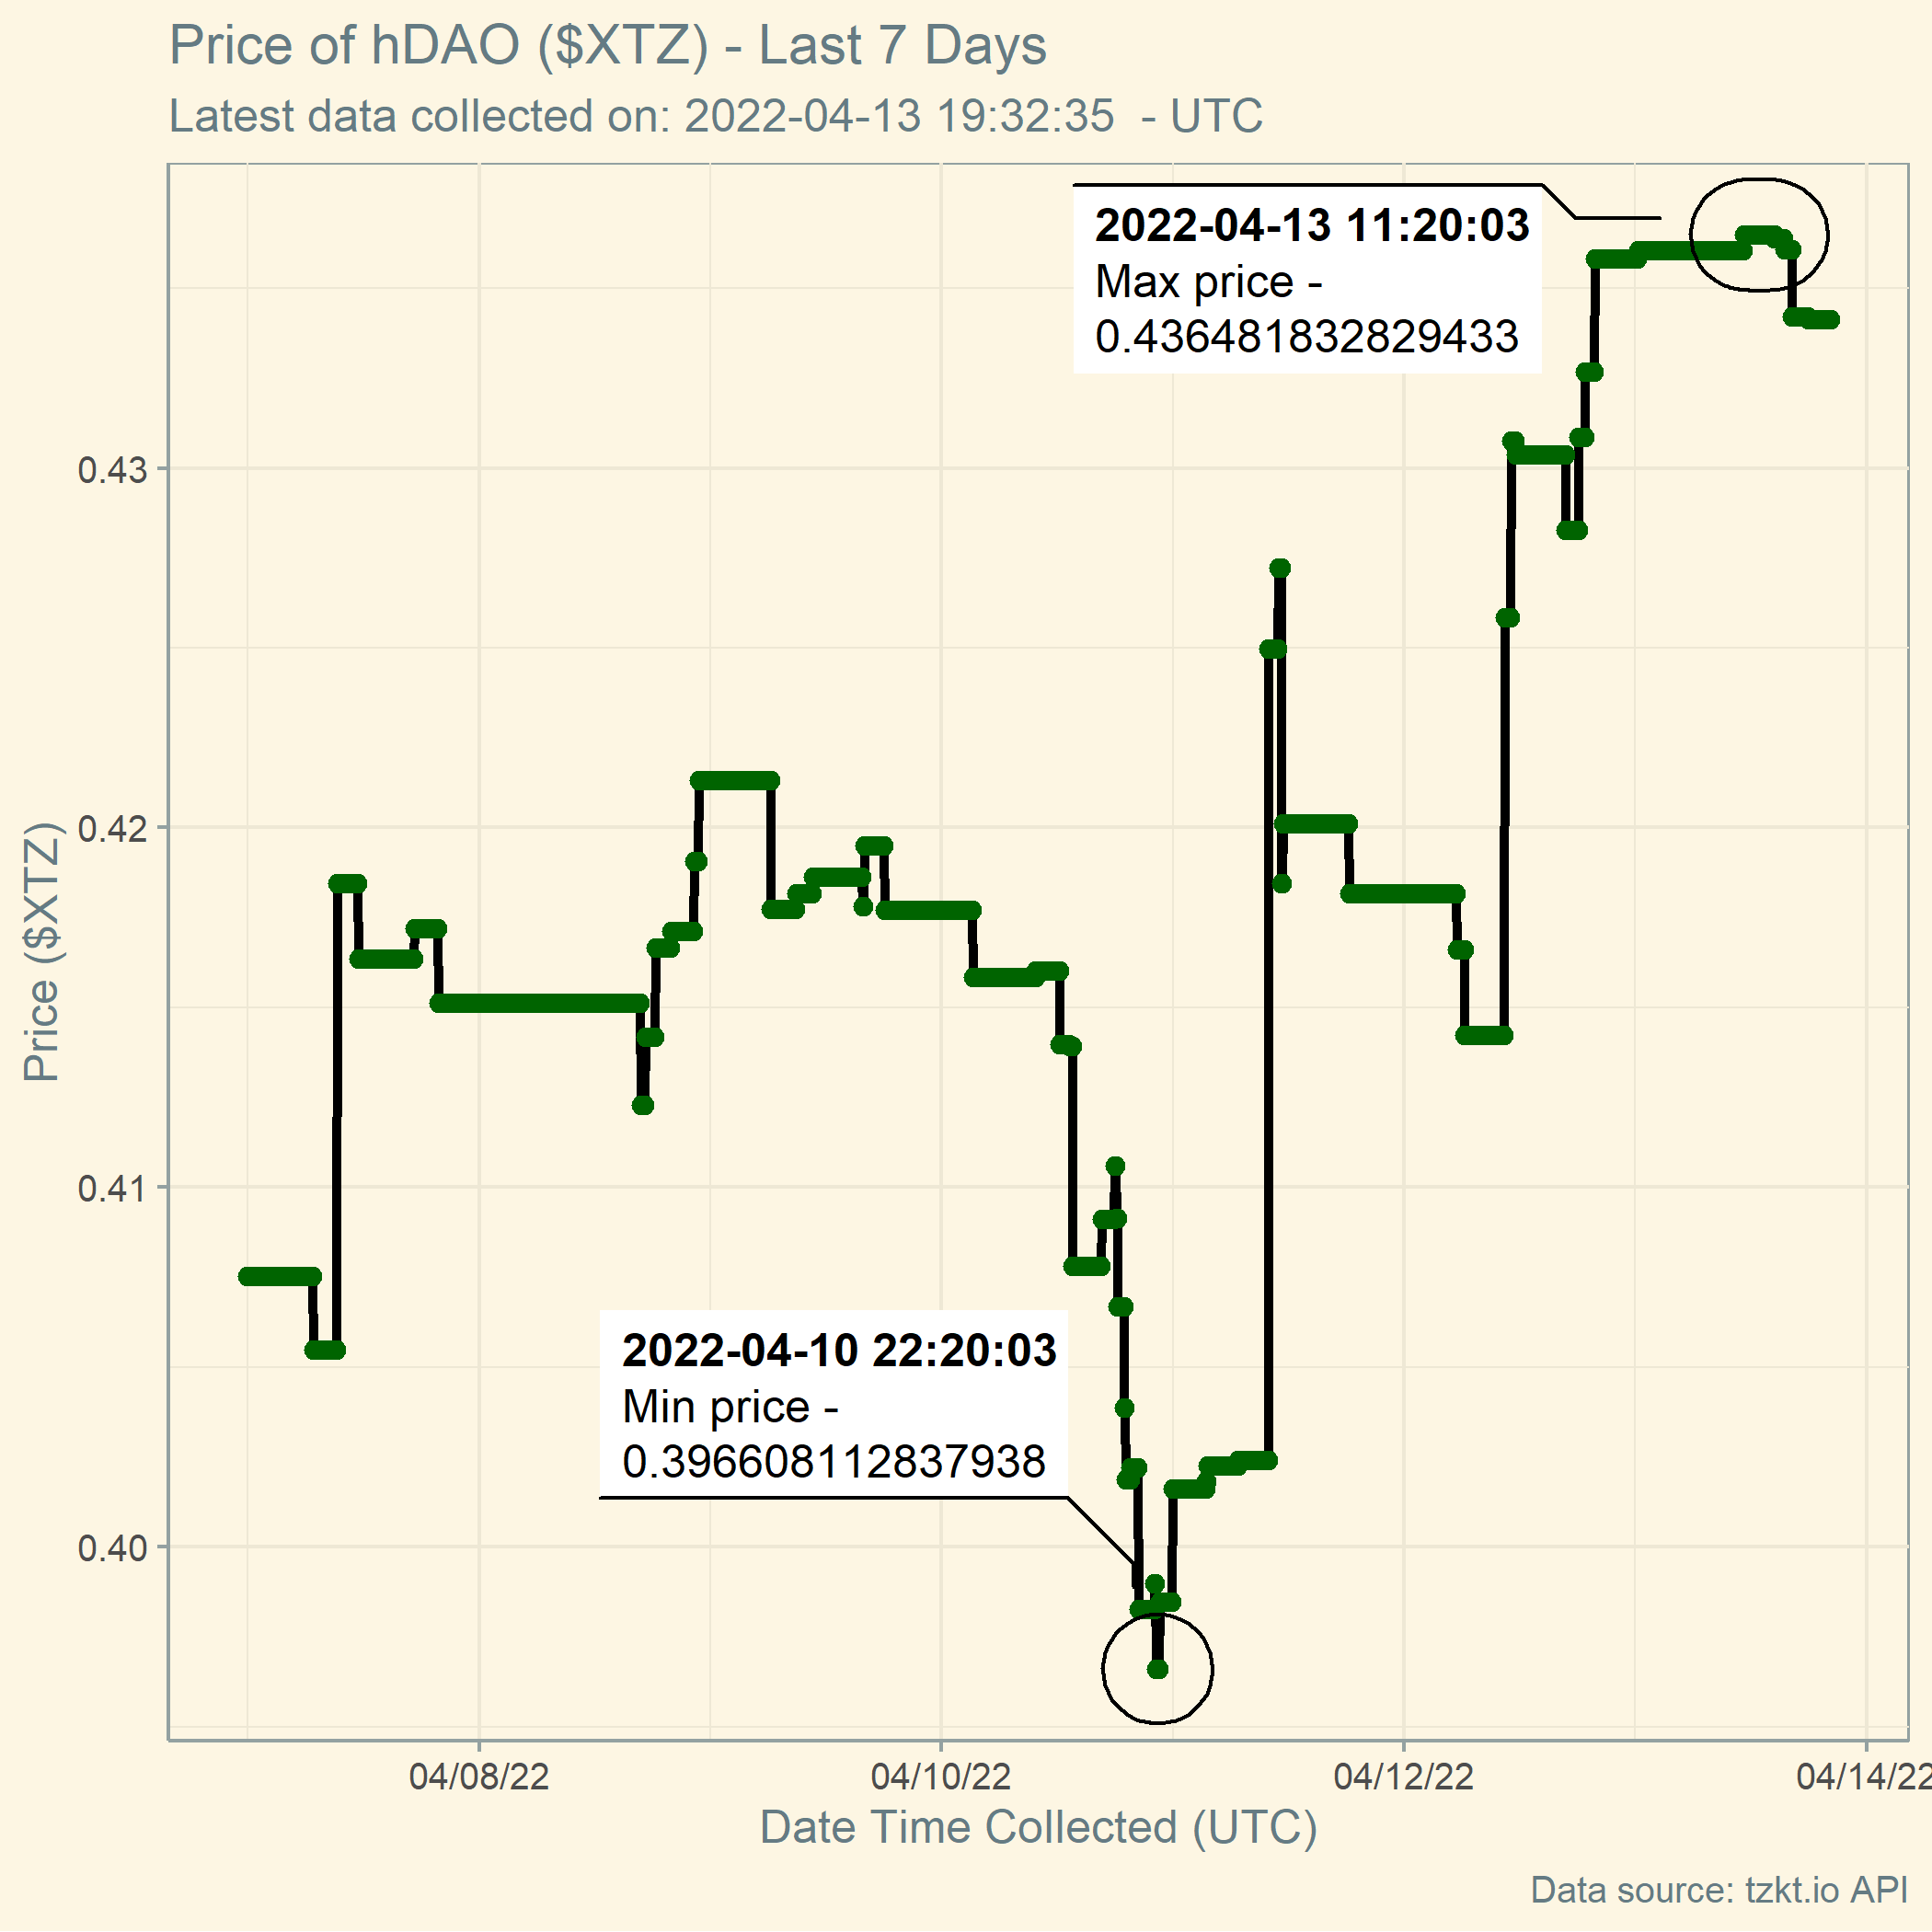 Price of hDAO ($XTZ) - Last 7 Days
Latest data collected on: 2022-04-13 19:32:35  - UTC
2022-04-13 11:20:03
Max price -
0.436481832829433
0.43
0.42
0.41
0.40
Price ($XTZ)
2022-04-10 22:20:03
Min price -
0.396608112837938
04/08/22
04/10/22
04/12/22
04/14/22
Date Time Collected (UTC)
Data source: tzkt.io API